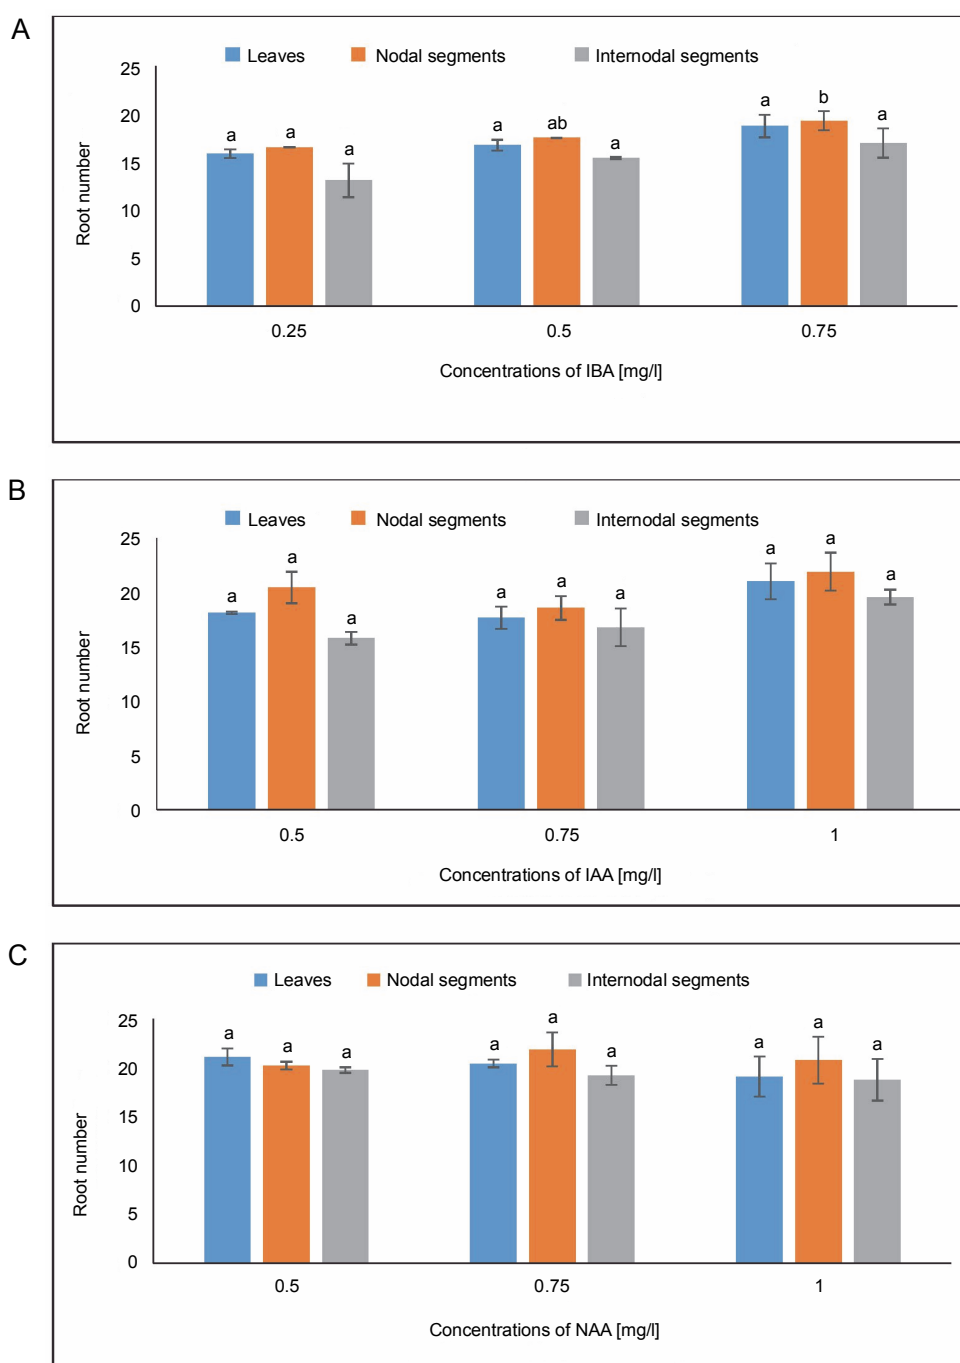 A
Leaves Nodal segments Internodal segments
25
20
15
10
5
0
Root number
a a a a ab a a b a
0.25 0.5 0.75
Concentrations of IBA [mg/l]
B
Leaves Nodal segments Internodal segments
25
20
15
10
5
0
Root number
a a a a a a a a a
0.5 0.75 1
Concentrations of IAA [mg/l]
C
Leaves Nodal segments Internodal segments
25
20
15
10
5
0
Root number
a a a a a a a a a
0.5 0.75 1
Concentrations of NAA [mg/l]